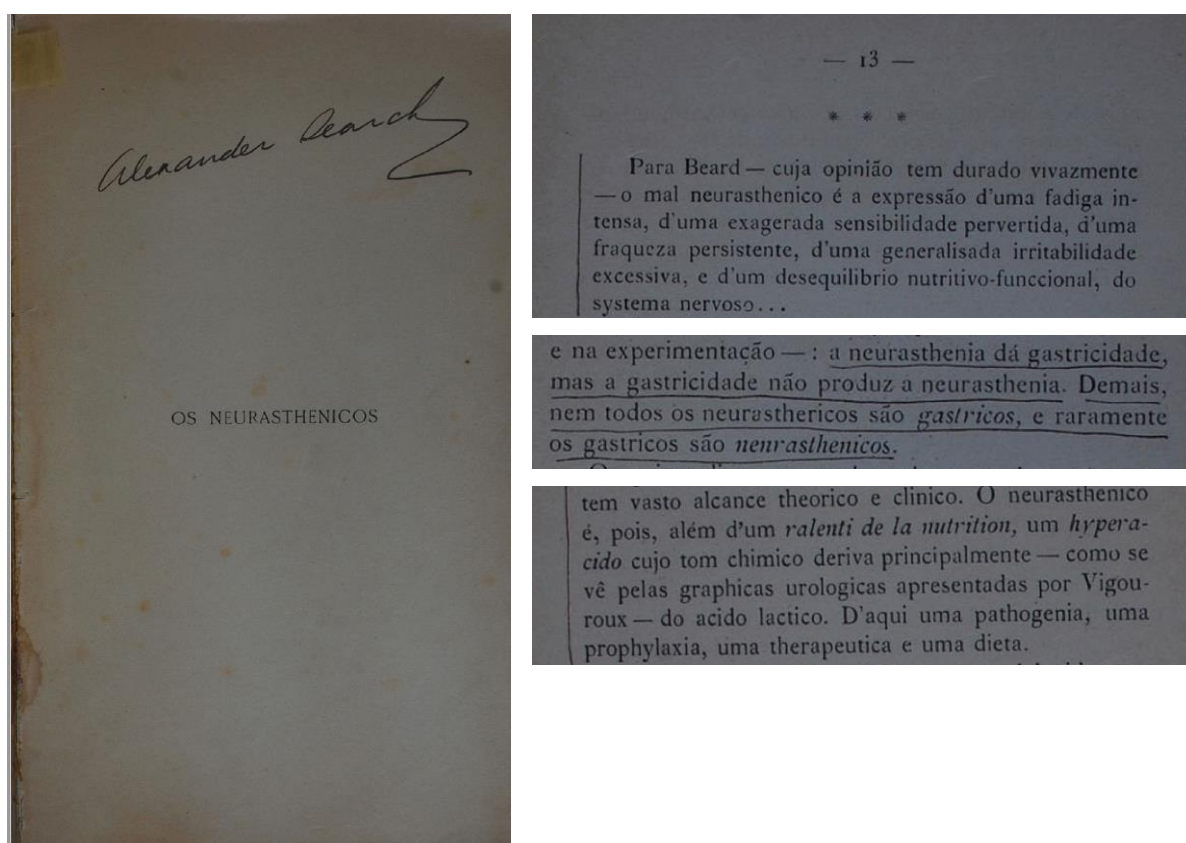 Alexander Search
OS NEURASTHENICOS
— 13 —
* * *
Para Beard — cuja opinião tem durado vivazmente
— o mal neurasthenico é a expressão d'uma fadiga in-
tensa, d'uma exagerada sensibilidade pervertida, d'uma
fraqueza persistente, d'uma generalisada irritabilidade
excessiva, e d'um desequilibrio nutritivo-funccional, do
systema nervoso...
e na experimentação — : a neurasthenia dá gastricidade,
mas a gastricidade não produz a neurasthenia. Demais,
nem todos os neurasthericos são gastricos, e raramente
os gastricos são nenrasthenicos.
tem vasto alcance theorico e clinico. O neurasthenico
é, pois, além d'um ralenti de la nutrition, um hypera-
cido cujo tom chimico deriva principalmente — como se
vê pelas graphicas urologicas apresentadas por Vigou-
roux — do acido lactico. D'aqui uma pathogenia, uma
prophylaxia, uma therapeutica e uma dieta.